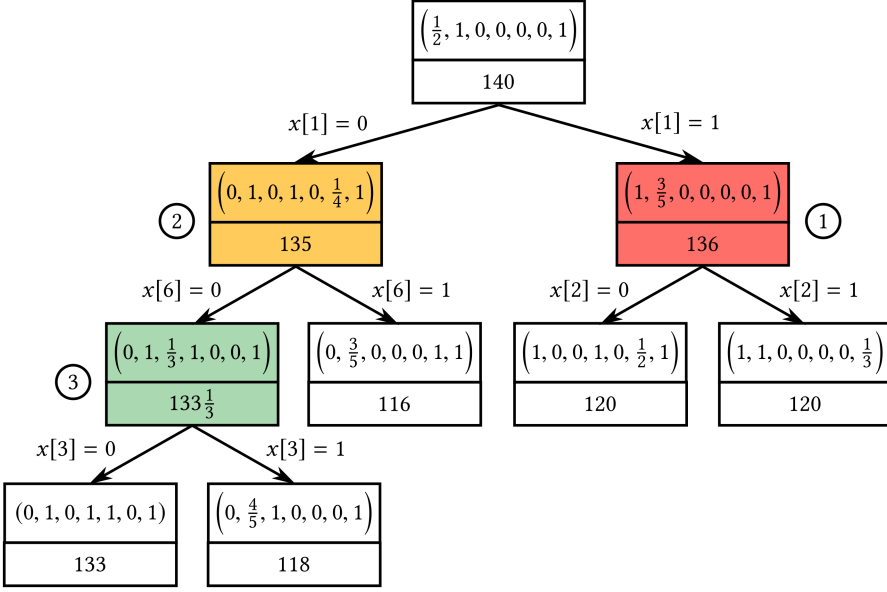 (1/2, 1, 0, 0, 0, 0, 1)
140
x[1] = 0
x[1] = 1
(0, 1, 0, 1, 0, 1/4, 1)
135
2
(1, 3/5, 0, 0, 0, 0, 1)
136
1
x[6] = 0
x[6] = 1
x[2] = 0
x[2] = 1
(0, 1, 1/3, 1, 0, 0, 1)
133 1/3
3
(0, 3/5, 0, 0, 0, 1, 1)
116
(1, 0, 0, 1, 0, 1/2, 1)
120
(1, 1, 0, 0, 0, 0, 1/3)
120
x[3] = 0
x[3] = 1
(0, 1, 0, 1, 1, 0, 1)
133
(0, 4/5, 1, 0, 0, 0, 1)
118